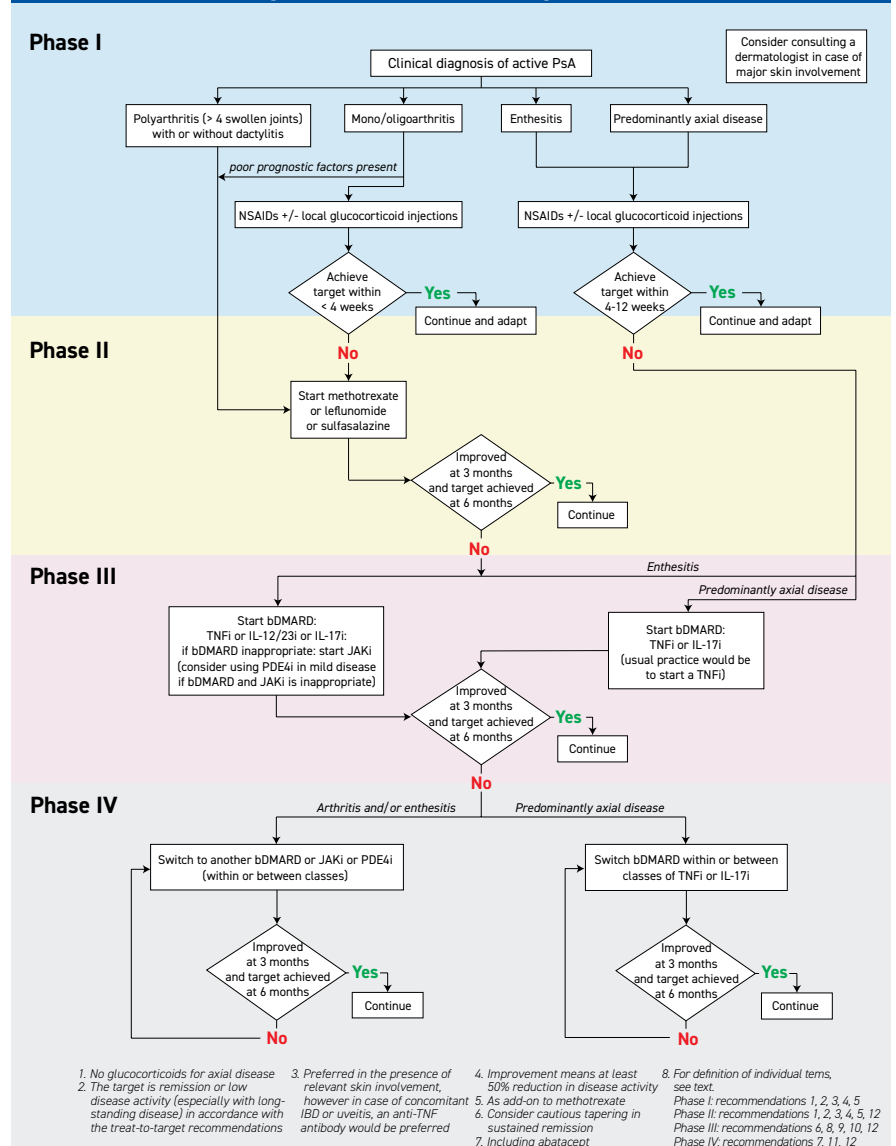 Phase I
Clinical diagnosis of active PsA
Consider consulting a
dermatologist in case of
major skin involvement
Polyarthritis (> 4 swollen joints)
with or without dactylitis
Mono/oligoarthritis
Enthesitis
Predominantly axial disease
poor prognostic factors present
NSAIDs +/- local glucocorticoid injections
NSAIDs +/- local glucocorticoid injections
Achieve
target within
< 4 weeks
Yes
Continue and adapt
Achieve
target within
4-12 weeks
Yes
Continue and adapt
Phase II
No
No
Start methotrexate
or leflunomide
or sulfasalazine
Improved
at 3 months
and target achieved
at 6 months
Yes
Continue
No
Phase III
Enthesitis
Predominantly axial disease
Start bDMARD:
TNFi or IL-12/23i or IL-17i:
if bDMARD inappropriate: start JAKi
(consider using PDE4i in mild disease
if bDMARD and JAKi is inappropriate)
Start bDMARD:
TNFi or IL-17i
(usual practice would be
to start a TNFi)
Improved
at 3 months
and target achieved
at 6 months
Yes
Continue
No
Phase IV
Arthritis and/or enthesitis
Predominantly axial disease
Switch to another bDMARD or JAKi or PDE4i
(within or between classes)
Switch bDMARD within or between
classes of TNFi or IL-17i
Improved
at 3 months
and target achieved
at 6 months
Yes
Continue
No
Improved
at 3 months
and target achieved
at 6 months
Yes
Continue
No
1. No glucocorticoids for axial disease
2. The target is remission or low
disease activity (especially with long-
standing disease) in accordance with
the treat-to-target recommendations
3. Preferred in the presence of
relevant skin involvement,
however in case of concomitant
IBD or uveitis, an anti-TNF
antibody would be preferred
4. Improvement means at least
50% reduction in disease activity
5. As add-on to methotrexate
6. Consider cautious tapering in
sustained remission
7. Including abatacept
8. For definition of individual tems,
see text.
Phase I: recommendations 1, 2, 3, 4, 5
Phase II: recommendations 1, 2, 3, 4, 5, 12
Phase III: recommendations 6, 8, 9, 10, 12
Phase IV: recommendations 7, 11, 12